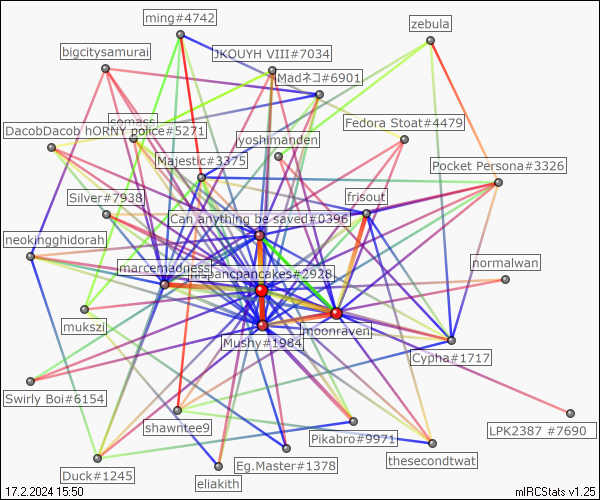 ming#4742
zebula
bigcitysamurai
JKOUYH VIII#7034
Madネコ#6901
somass
Fedora Stoat#4479
DacobDacob hORNY police#5271
yoshimanden
Majestic#3375
Pocket Persona#3326
Silver#7938
frisout
Can anything be saved#0396
neokingghidorah
marcemadness
hispancpancakes#2928
normalwan
mukszi
moonraven
Mushy#1984
Cypha#1717
Swirly Boi#6154
shawntee9
LPK2387 #7690
Pikabro#9971
thesecondtwat
Duck#1245
Eg.Master#1378
eliakith
17.2.2024 15:50
mIRCStats v1.25